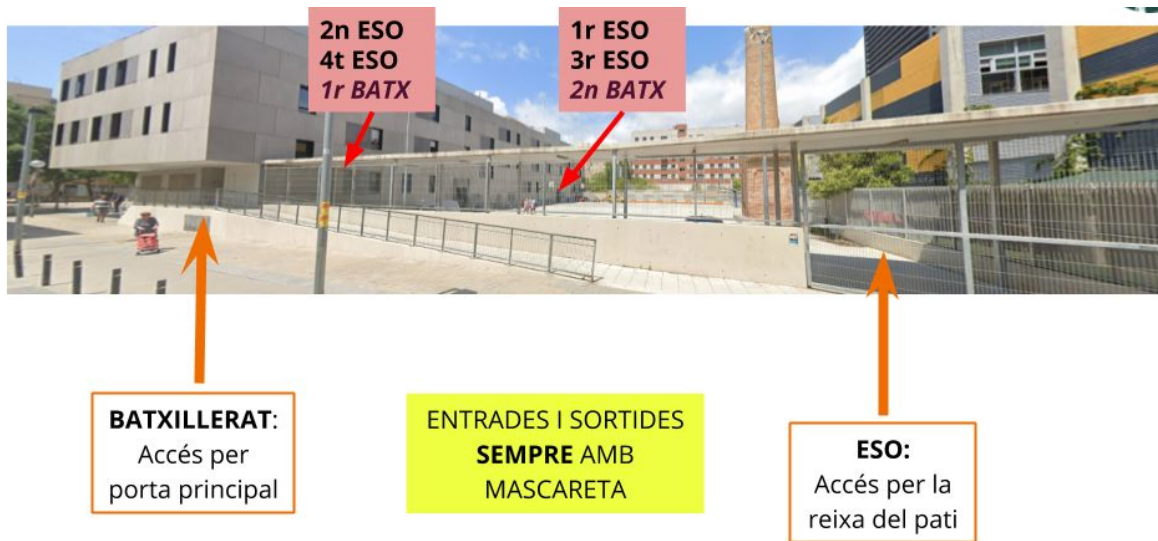 2n ESO
4t ESO
1r BATX
1r ESO
3r ESO
2n BATX
BATXILLERAT:
Accés per
porta principal
ENTRADES I SORTIDES
SEMPRE AMB
MASCARETA
ESO:
Accés per la
reixa del pati